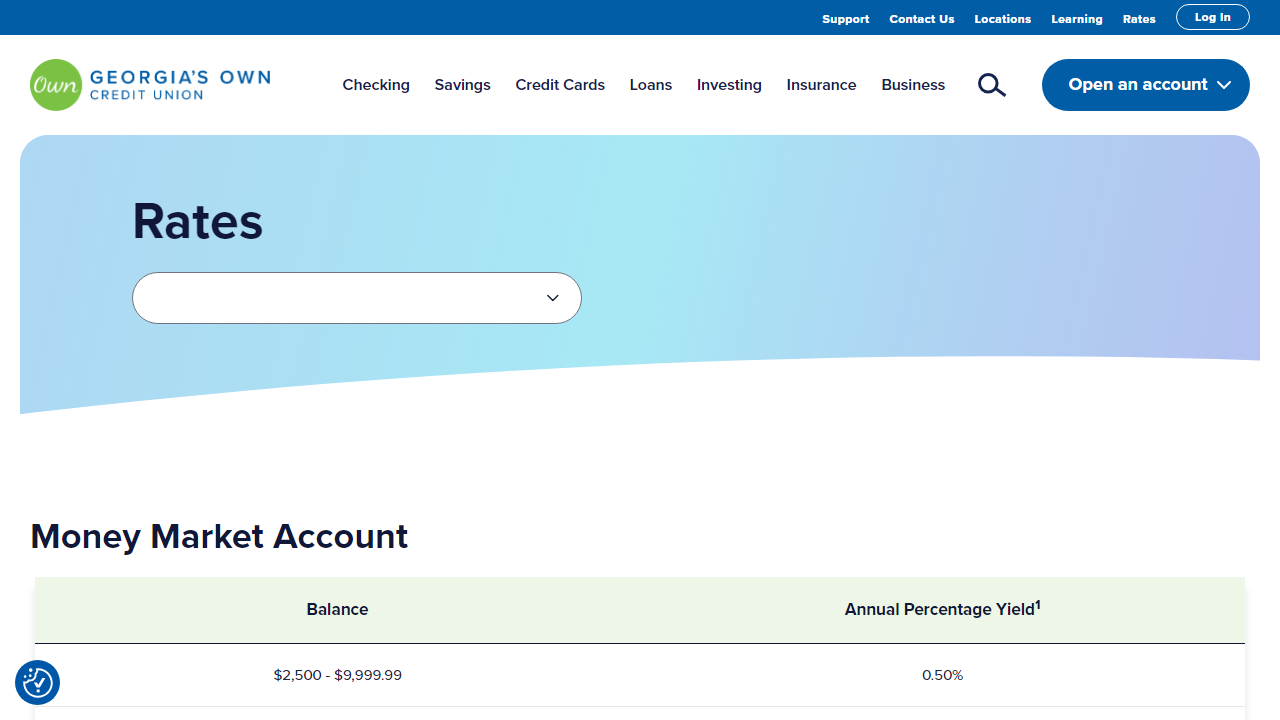 Support Contact Us Locations Learning Rates Log In
Own GEORGIA'S OWN
CREDIT UNION
Checking Savings Credit Cards Loans Investing Insurance Business Open an account
Rates
Money Market Account
Balance Annual Percentage Yield¹
$2,500 - $9,999.99 0.50%